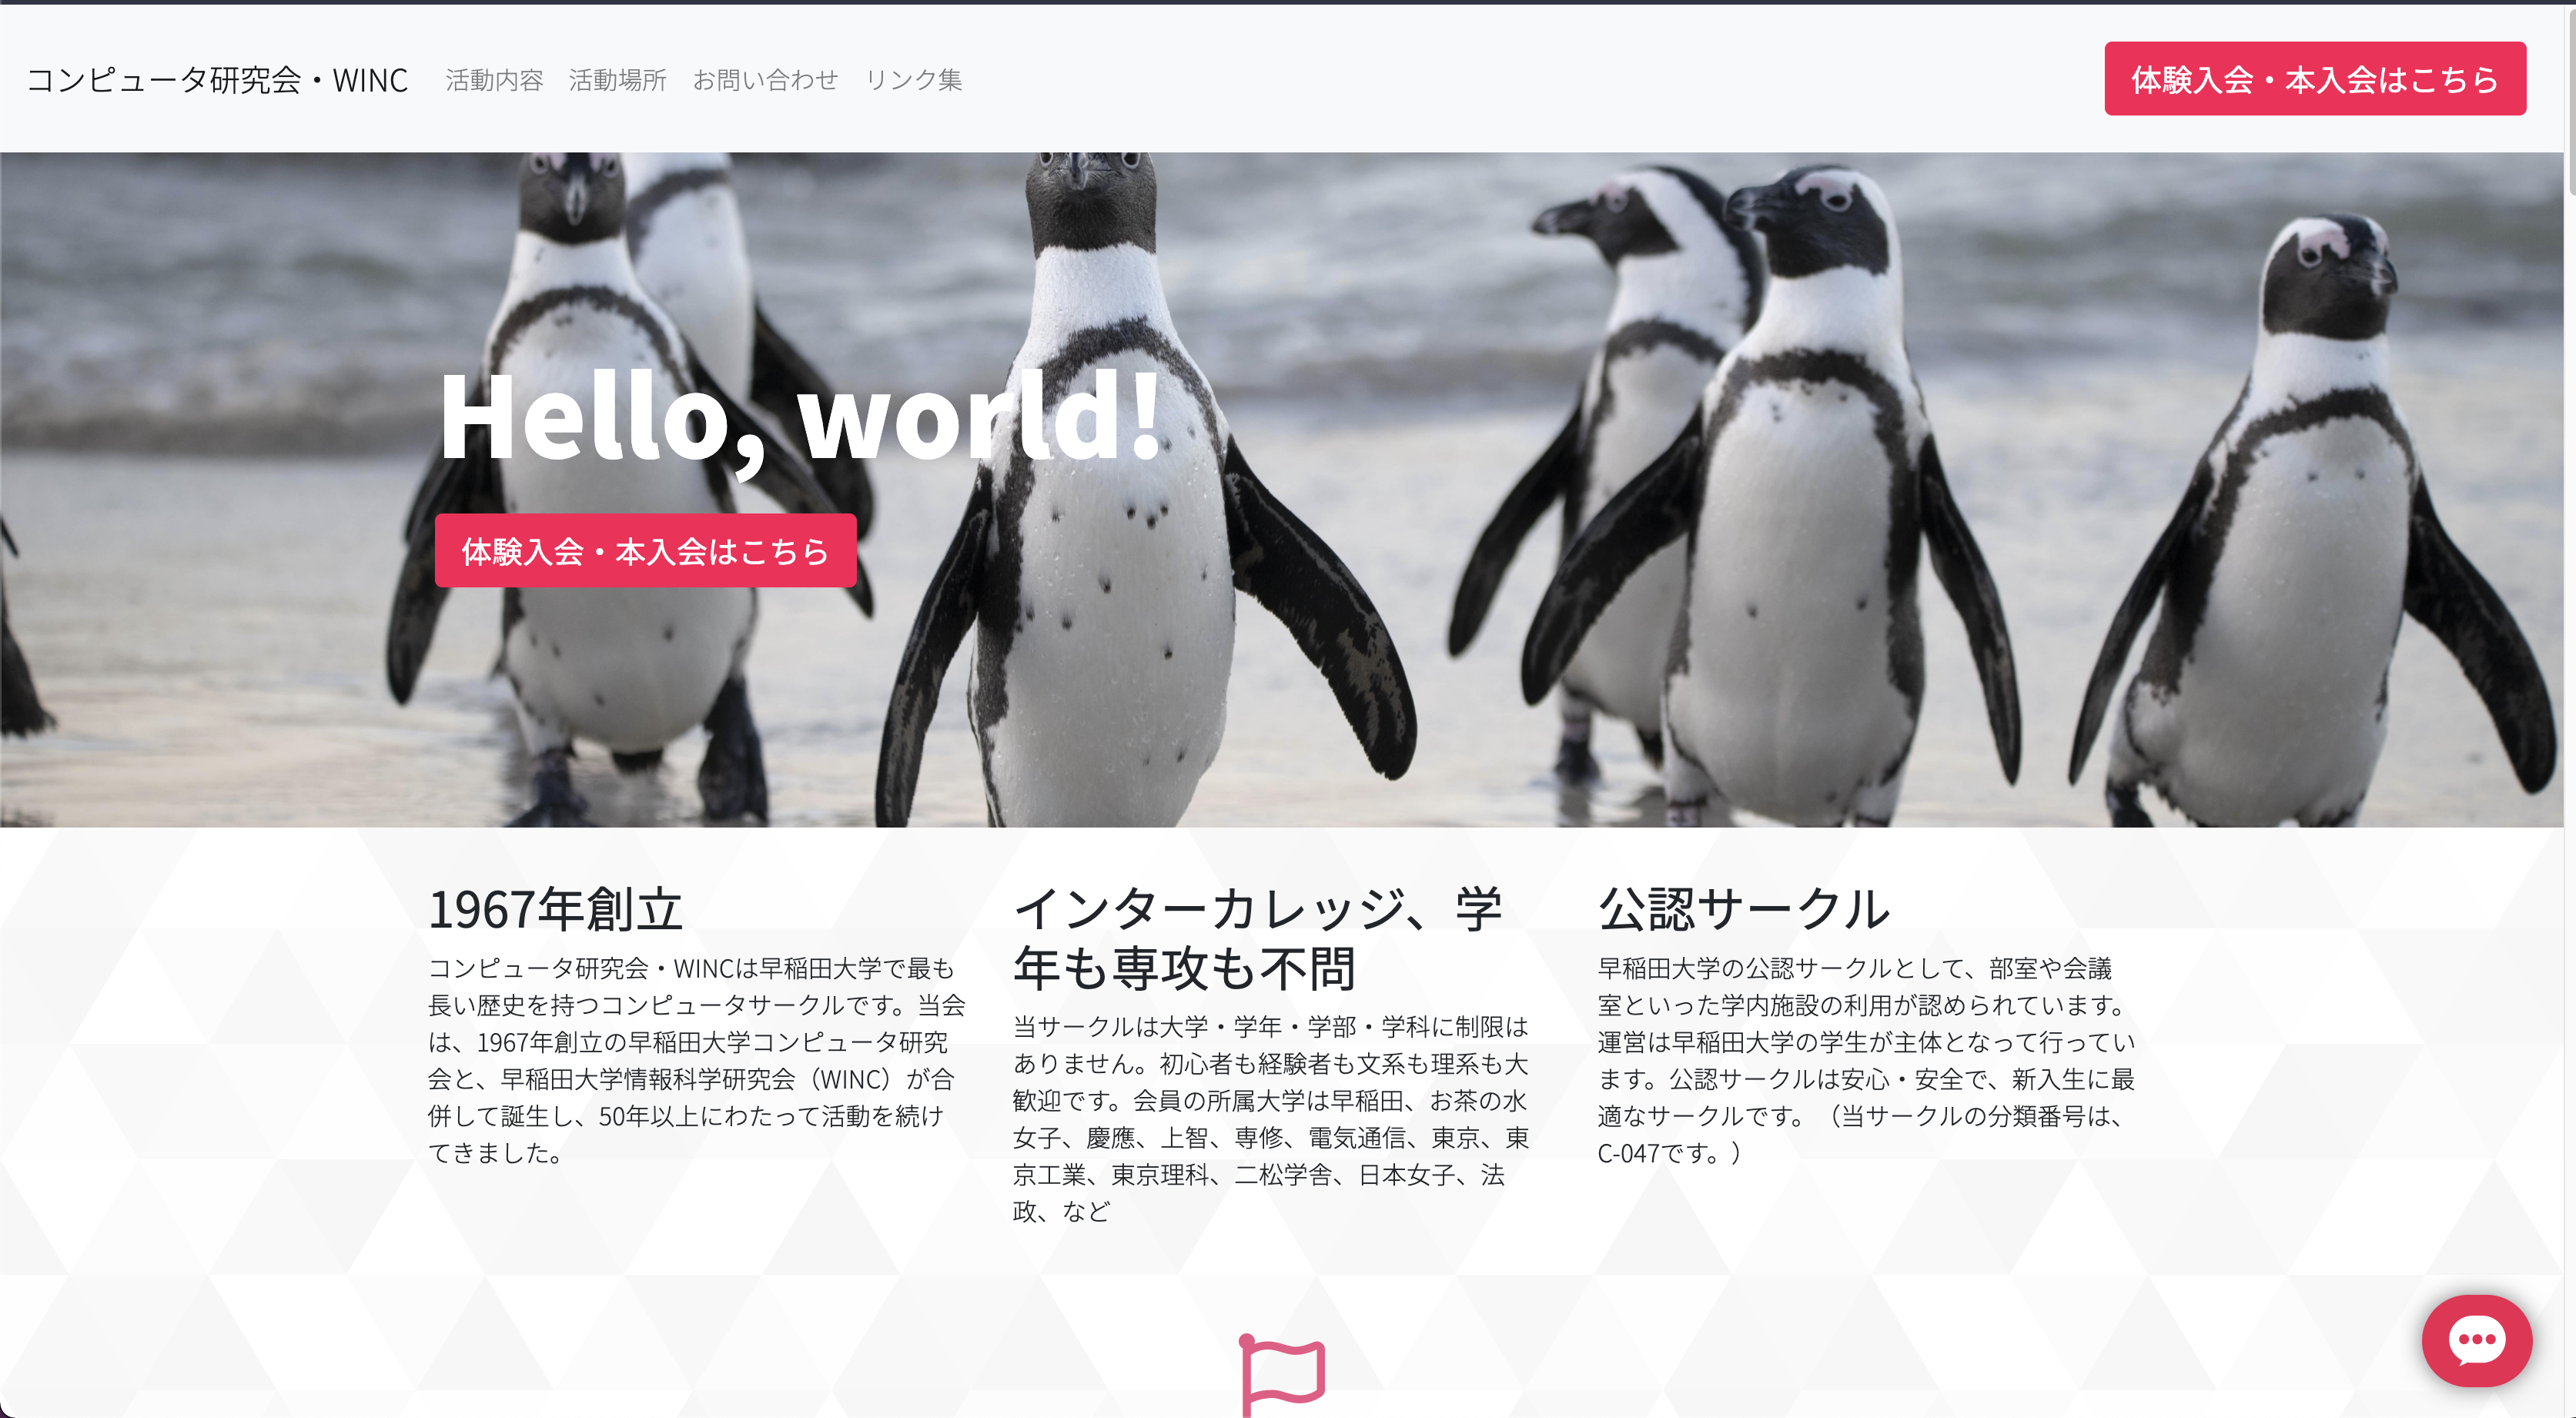 コンピュータ研究会・WINC 活動内容 活動場所 お問い合わせ リンク集 体験入会・本入会はこちら
Hello, world!
体験入会・本入会はこちら
1967年創立
コンピュータ研究会・WINCは早稲田大学で最も
長い歴史を持つコンピュータサークルです。当会
は、1967年創立の早稲田大学コンピュータ研究
会と、早稲田大学情報科学研究会（WINC）が合
併して誕生し、50年以上にわたって活動を続け
てきました。
インターカレッジ、学
年も専攻も不問
当サークルは大学・学年・学部・学科に制限は
ありません。初心者も経験者も文系も理系も大
歓迎です。会員の所属大学は早稲田、お茶の水
女子、慶應、上智、専修、電気通信、東京、東
京工業、東京理科、二松学舎、日本女子、法
政、など
公認サークル
早稲田大学の公認サークルとして、部室や会議
室といった学内施設の利用が認められています。
運営は早稲田大学の学生が主体となって行ってい
ます。公認サークルは安心・安全で、新入生に最
適なサークルです。（当サークルの分類番号は、
C-047です。）